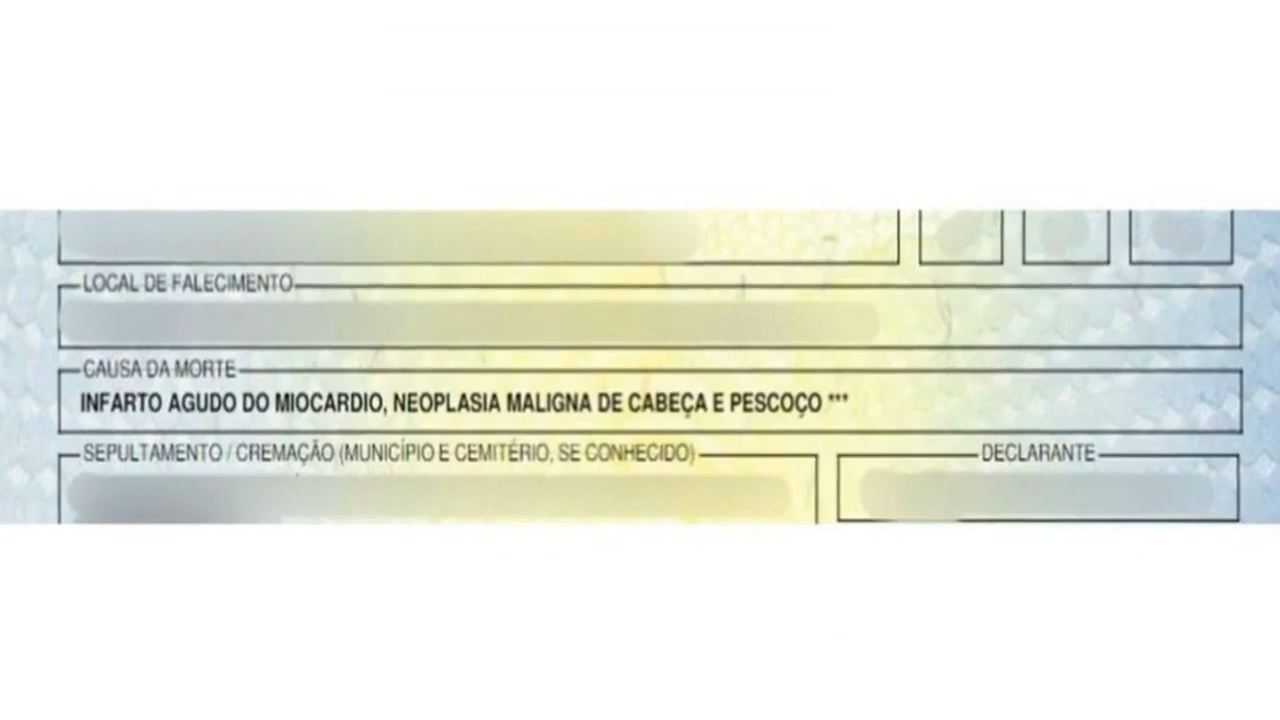 LOCAL DE FALECIMENTO
CAUSA DA MORTE
INFARTO AGUDO DO MIOCARDIO, NEOPLASIA MALIGNA DE CABEÇA E PESCOÇO ***
SEPULTAMENTO / CREMAÇÃO (MUNICÍPIO E CEMITÉRIO, SE CONHECIDO)
DECLARANTE